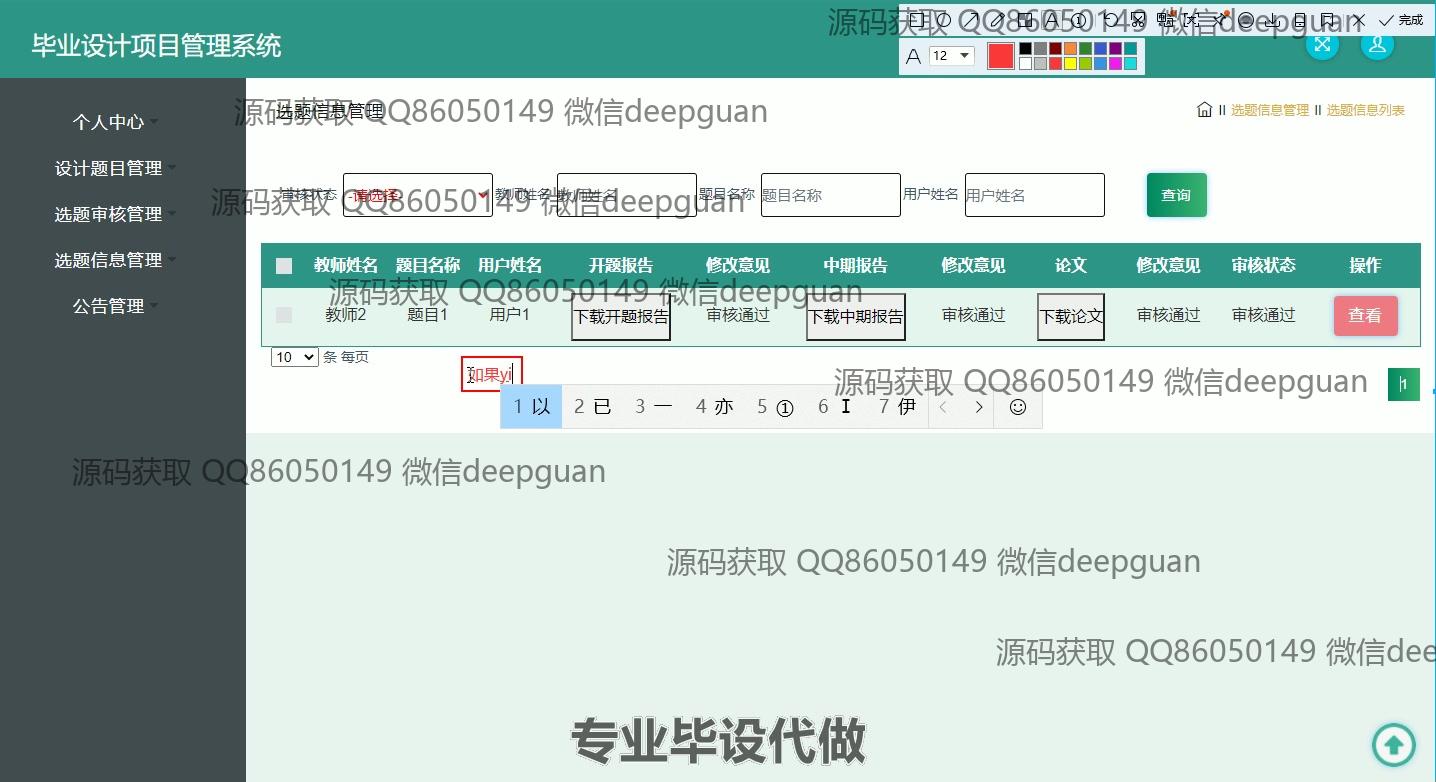 源码获取 QQ86050149 微信deepguan
完成
毕业设计项目管理系统
A 12
个人中心
设计题目管理
选题审核管理
选题信息管理
公告管理
选题信息管理
源码获取 QQ86050149 微信deepguan
选题信息管理 选题信息列表
审核状态 -请选择- 教师姓名 教师姓名 题目名称 题目名称 用户姓名 用户姓名 查询
源码获取 QQ86050149 微信deepguan
教师姓名 题目名称 用户姓名 开题报告 修改意见 中期报告 修改意见 论文 修改意见 审核状态 操作
源码获取 QQ86050149 微信deepguan
教师2 题目1 用户1 下载开题报告 审核通过 下载中期报告 审核通过 下载论文 审核通过 审核通过 查看
10 条 每页
如果yi
源码获取 QQ86050149 微信deepguan
1
1 以 2 已 3 一 4 亦 5 ① 6 I 7 伊
源码获取 QQ86050149 微信deepguan
源码获取 QQ86050149 微信deepguan
源码获取 QQ86050149 微信dee
专业毕设代做